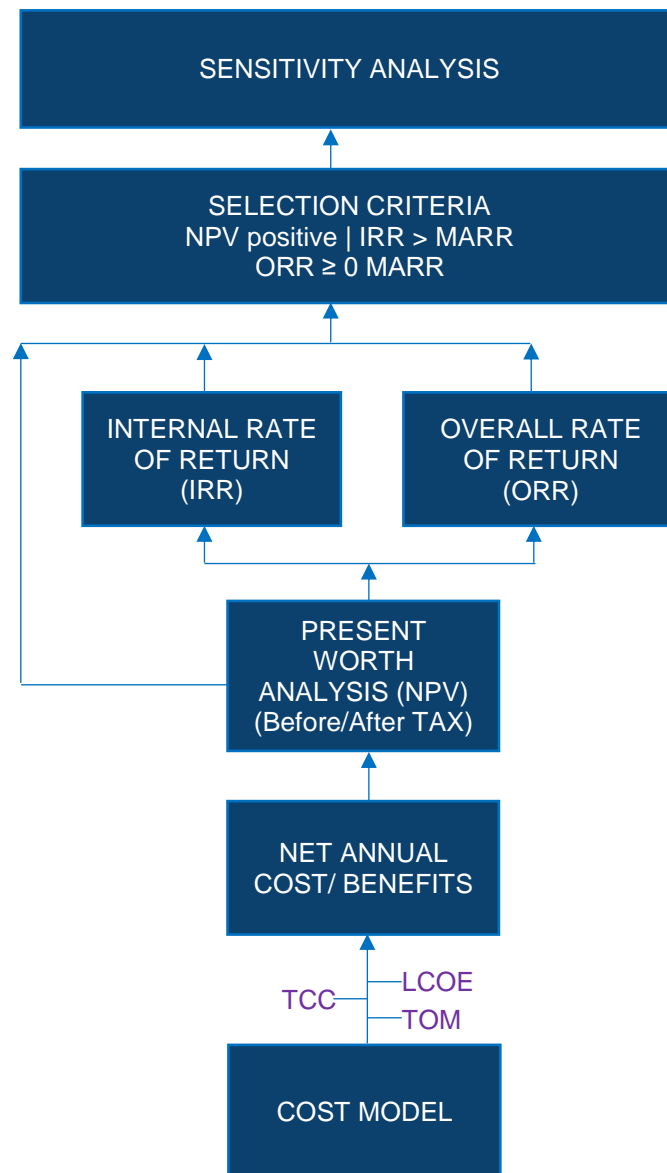 SENSITIVITY ANALYSIS
SELECTION CRITERIA
NPV positive | IRR > MARR
ORR ≥ 0 MARR
INTERNAL RATE
OF RETURN
(IRR)
OVERALL RATE
OF RETURN
(ORR)
PRESENT
WORTH
ANALYSIS (NPV)
(Before/After TAX)
NET ANNUAL
COST/ BENEFITS
LCOE
TCC
TOM
COST MODEL